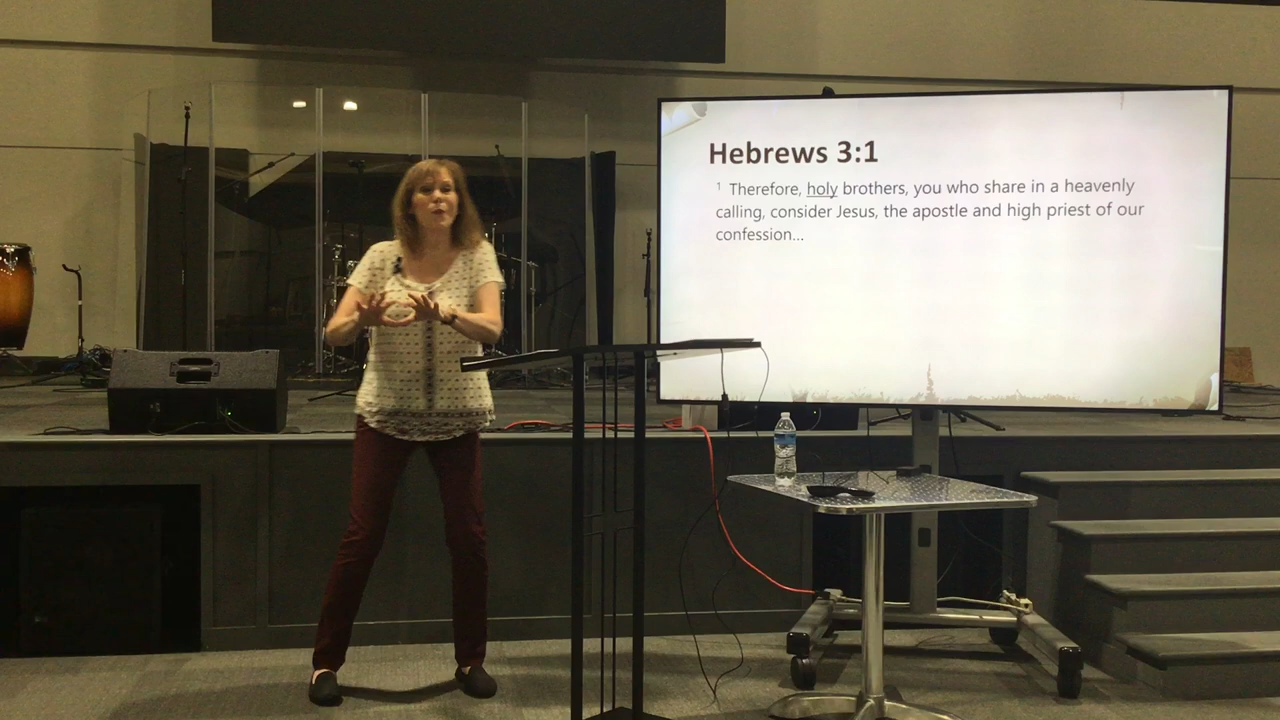 Hebrews 3:1
1 Therefore, holy brothers, you who share in a heavenly
calling, consider Jesus, the apostle and high priest of our
confession...